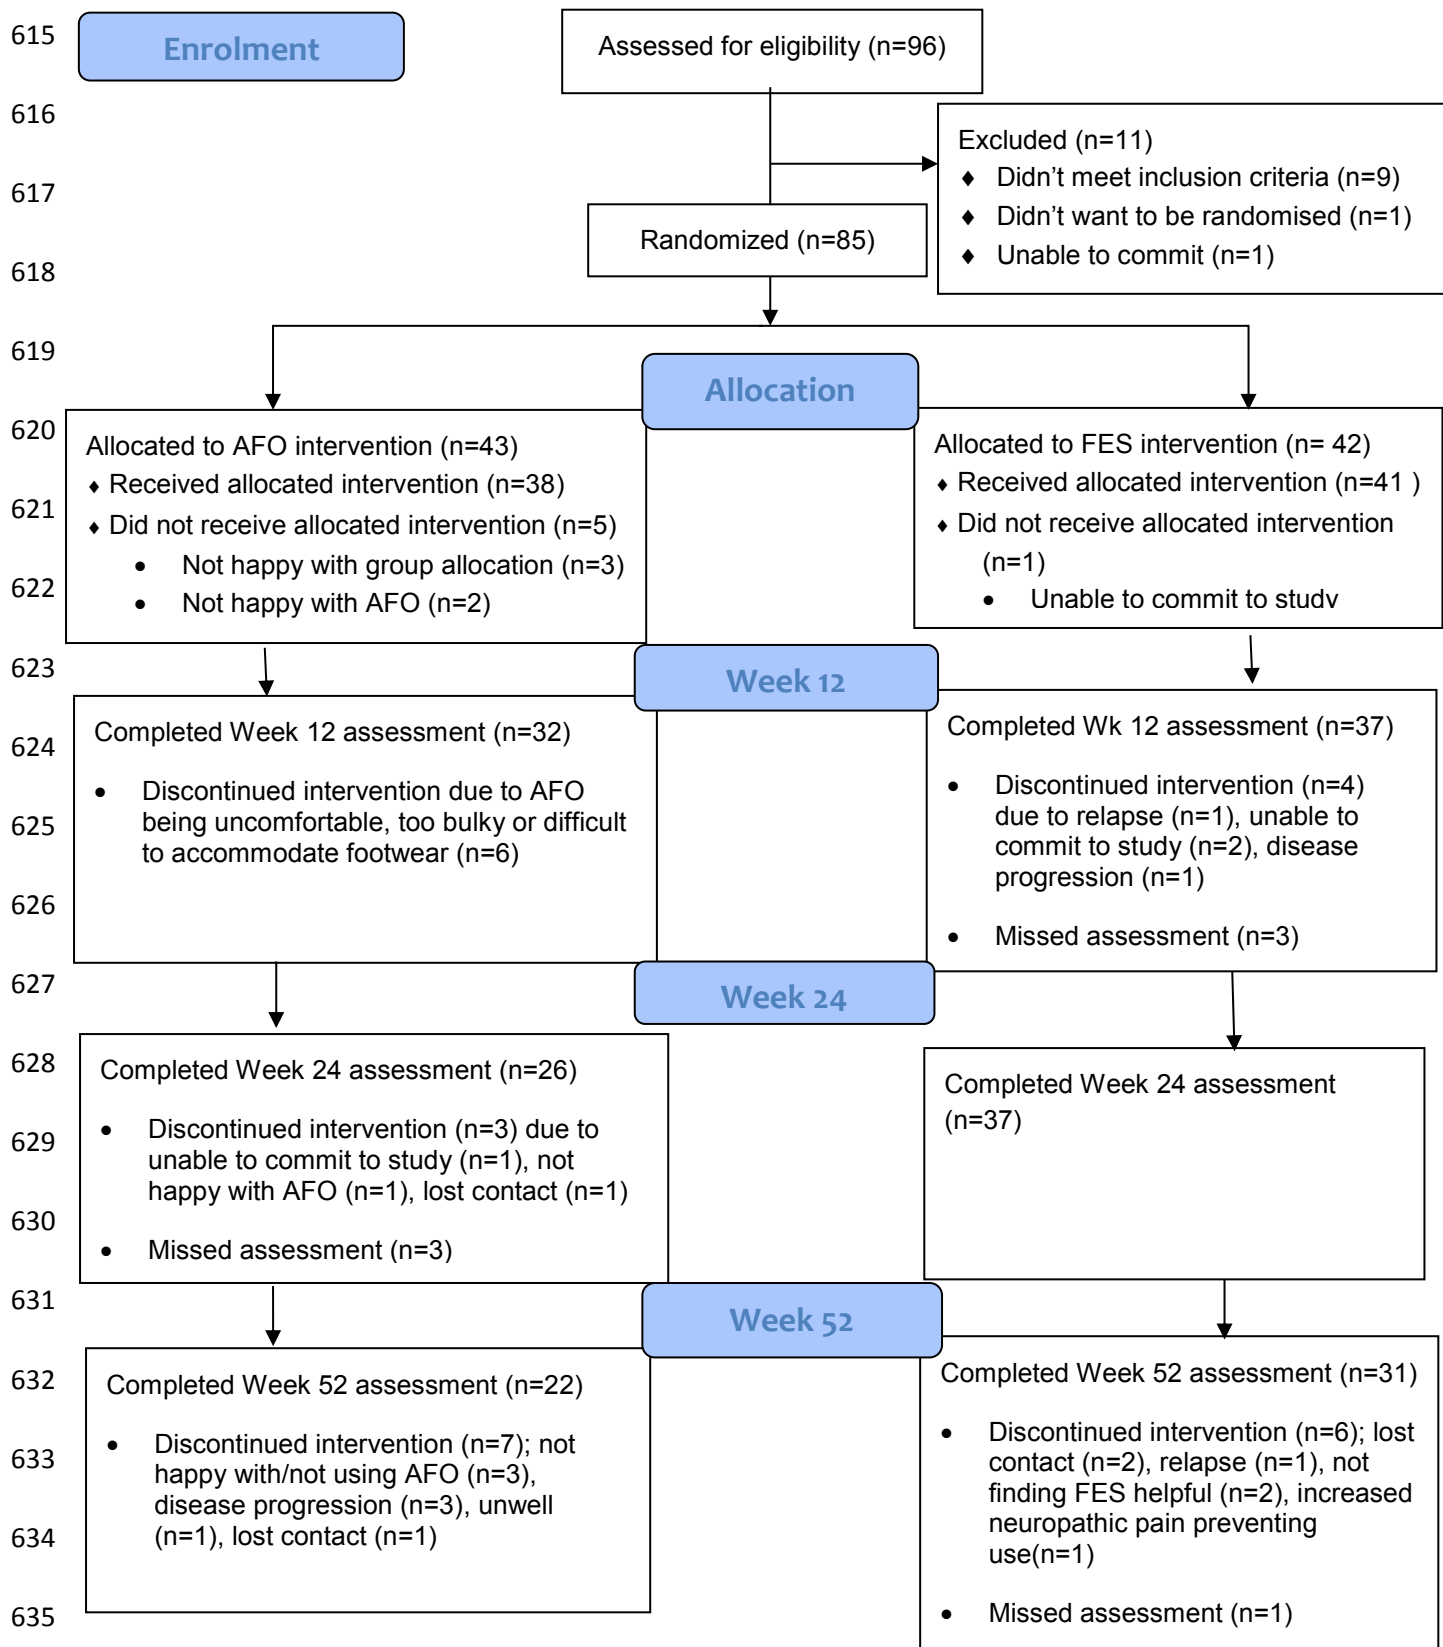 615
Enrolment
Assessed for eligibility (n=96)
616
Excluded (n=11)
♦ Didn’t meet inclusion criteria (n=9)
617
♦ Didn’t want to be randomised (n=1)
Randomized (n=85)
♦ Unable to commit (n=1)
618
619
Allocation
620
Allocated to AFO intervention (n=43)
♦ Received allocated intervention (n=38)
621
♦ Did not receive allocated intervention (n=5)
• Not happy with group allocation (n=3)
622
• Not happy with AFO (n=2)
Allocated to FES intervention (n= 42)
♦ Received allocated intervention (n=41 )
♦ Did not receive allocated intervention
(n=1)
• Unable to commit to study
623
Week 12
624
Completed Week 12 assessment (n=32)
• Discontinued intervention due to AFO
625
being uncomfortable, too bulky or difficult
to accommodate footwear (n=6)
626
Completed Wk 12 assessment (n=37)
• Discontinued intervention (n=4)
due to relapse (n=1), unable to
commit to study (n=2), disease
progression (n=1)
• Missed assessment (n=3)
627
Week 24
628
Completed Week 24 assessment (n=26)
629
• Discontinued intervention (n=3) due to
unable to commit to study (n=1), not
happy with AFO (n=1), lost contact (n=1)
630
• Missed assessment (n=3)
Completed Week 24 assessment
(n=37)
631
Week 52
632
Completed Week 52 assessment (n=22)
633
• Discontinued intervention (n=7); not
happy with/not using AFO (n=3),
disease progression (n=3), unwell
634
(n=1), lost contact (n=1)
Completed Week 52 assessment (n=31)
• Discontinued intervention (n=6); lost
contact (n=2), relapse (n=1), not
finding FES helpful (n=2), increased
neuropathic pain preventing
use(n=1)
635
• Missed assessment (n=1)